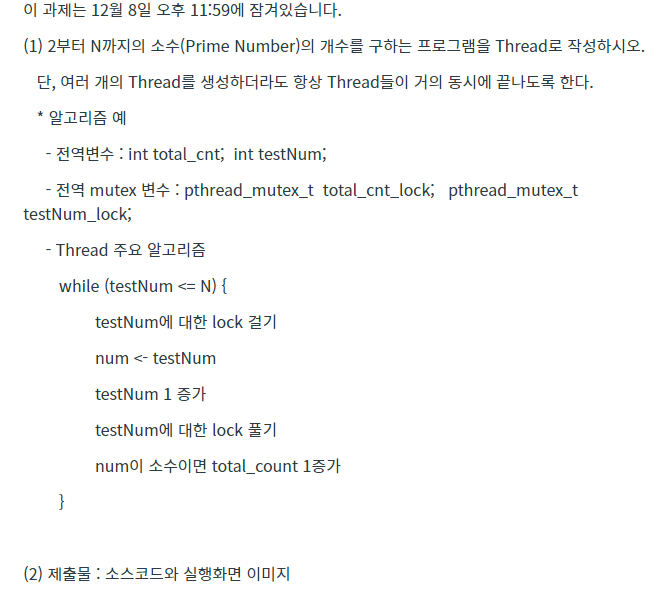 이 과제는 12월 8일 오후 11:59에 잠겨있습니다.
(1) 2부터 N까지의 소수(Prime Number)의 개수를 구하는 프로그램을 Thread로 작성하시오.
단, 여러 개의 Thread를 생성하더라도 항상 Thread들이 거의 동시에 끝나도록 한다.
* 알고리즘 예
- 전역변수 : int total_cnt; int testNum;
- 전역 mutex 변수 : pthread_mutex_t total_cnt_lock; pthread_mutex_t
testNum_lock;
- Thread 주요 알고리즘
while (testNum <= N) {
testNum에 대한 lock 걸기
num <- testNum
testNum 1 증가
testNum에 대한 lock 풀기
num이 소수이면 total_count 1증가
}
(2) 제출물 : 소스코드와 실행화면 이미지